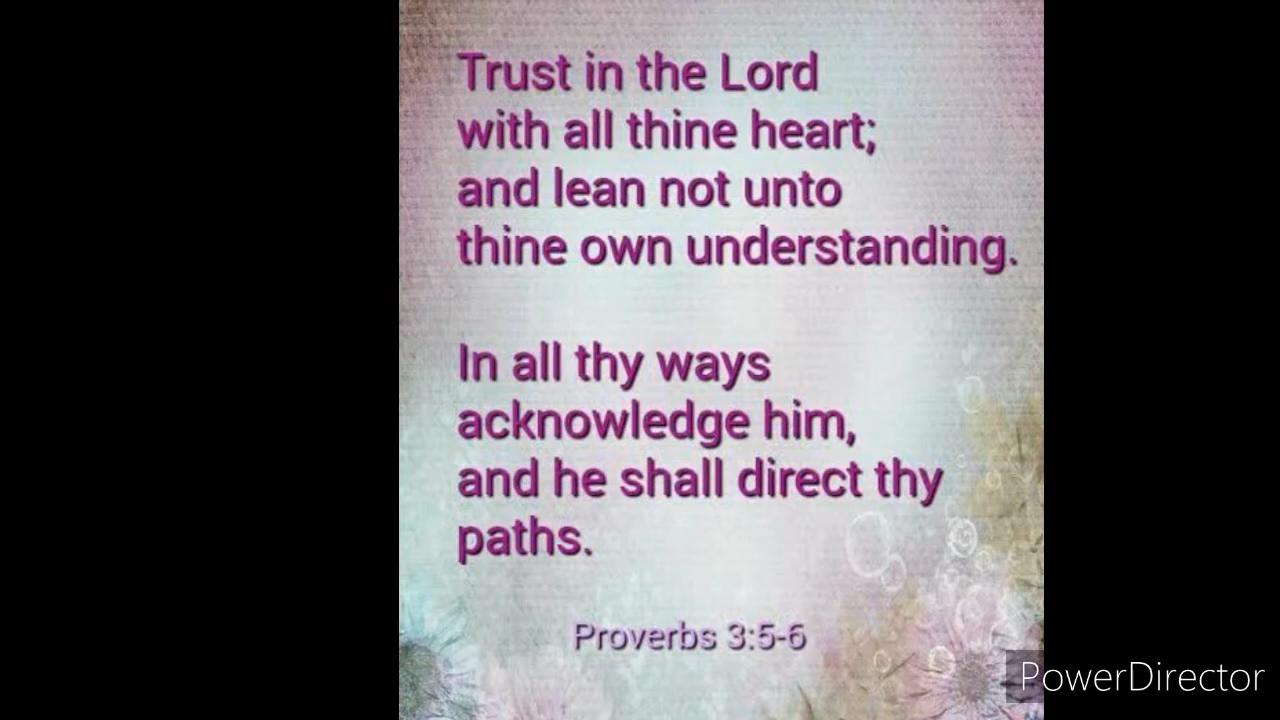 Trust in the Lord
with all thine heart;
and lean not unto
thine own understanding.
In all thy ways
acknowledge him,
and he shall direct thy
paths.
Proverbs 3:5-6
PowerDirector